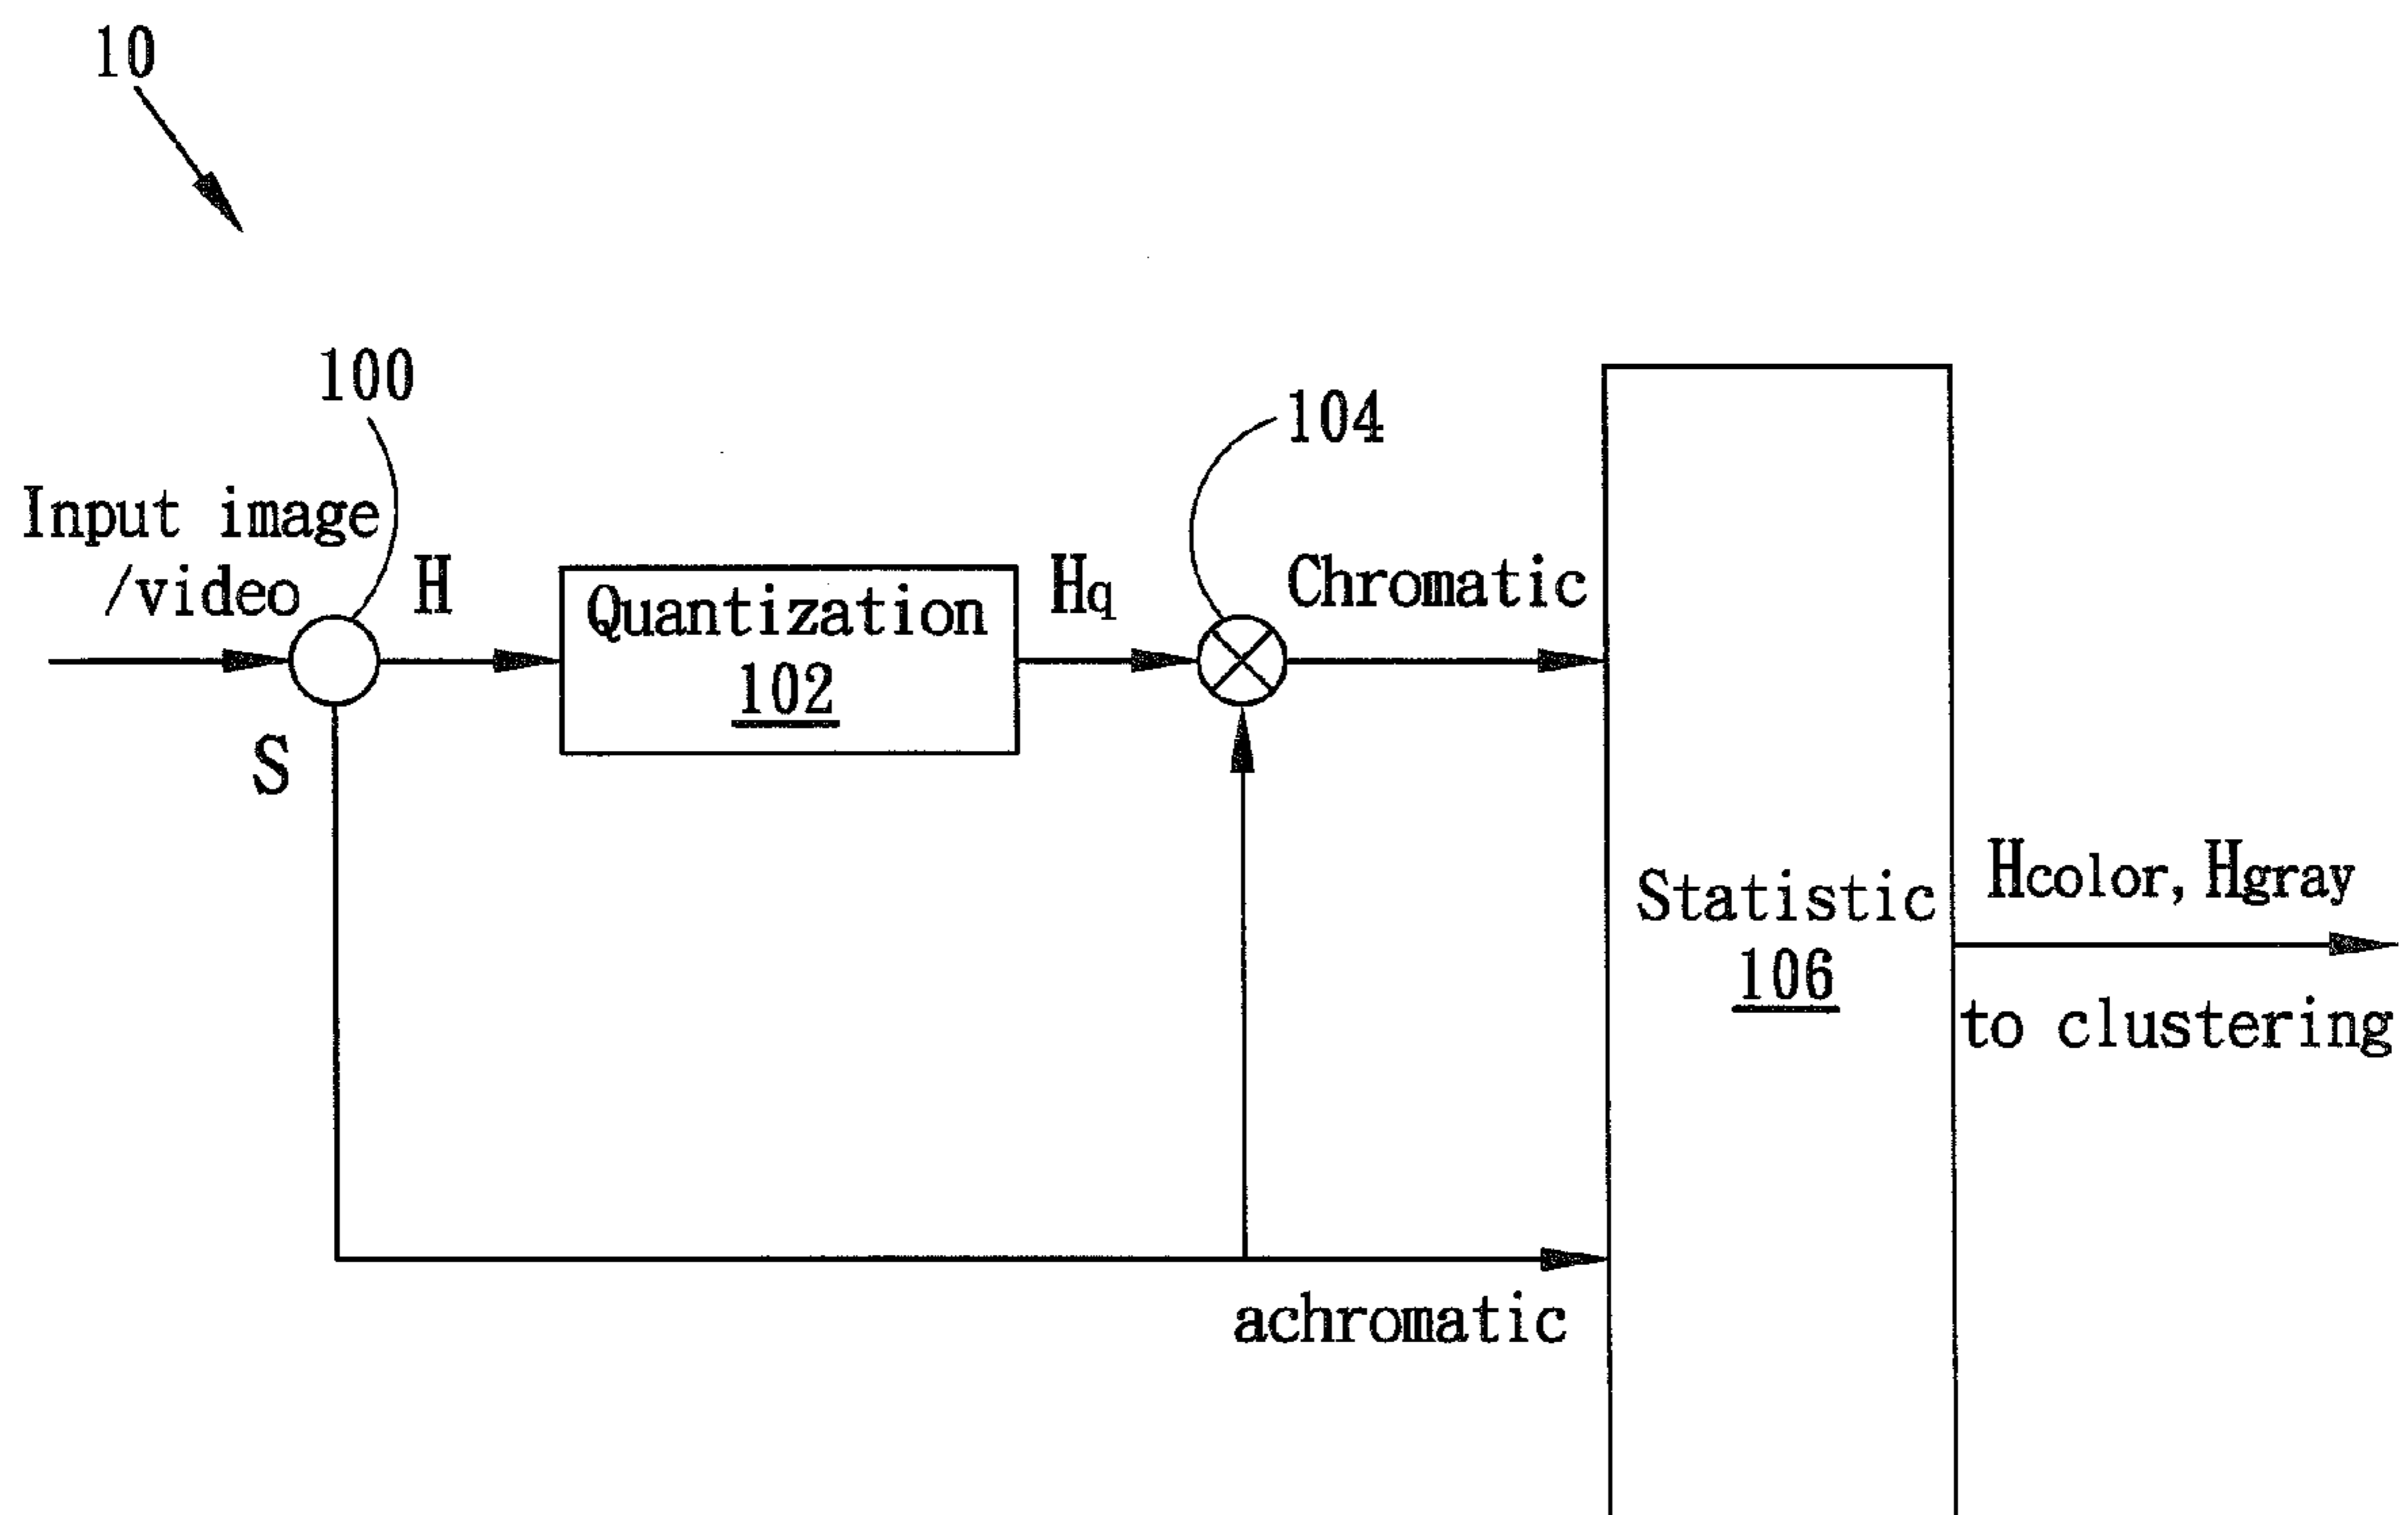 10
100
104
Input image
/video
H
Quantization
102
Hq
Chromatic
S
Statistic
106
Hcolor, Hgray
to clustering
achromatic